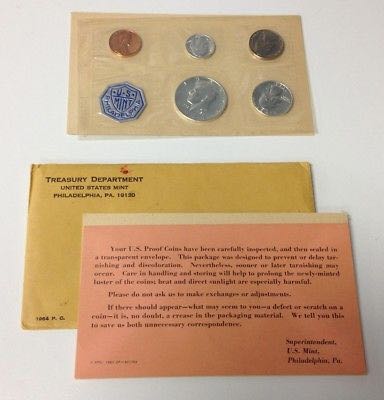 U.S.
MINT
PHILADELPHIA
TREASURY DEPARTMENT
UNITED STATES MINT
PHILADELPHIA, PA. 19130
1964 P. C.
Your U.S. Proof Coins have been carefully inspected, and then sealed in
a transparent envelope. This package was designed to prevent or delay tar-
nishing and discoloration. Nevertheless, sooner or later tarnishing may
occur. Care in handling and storing will help to prolong the newly-minted
luster of the coins; heat and direct sunlight are especially harmful.
Please do not ask us to make exchanges or adjustments.
If there should appear—what may seem to you—a defect or scratch on a
coin—it is, no doubt, a crease in the packaging material. We tell you this
to save us both unnecessary correspondence.
Superintendent,
U.S. Mint,
Philadelphia, Pa.